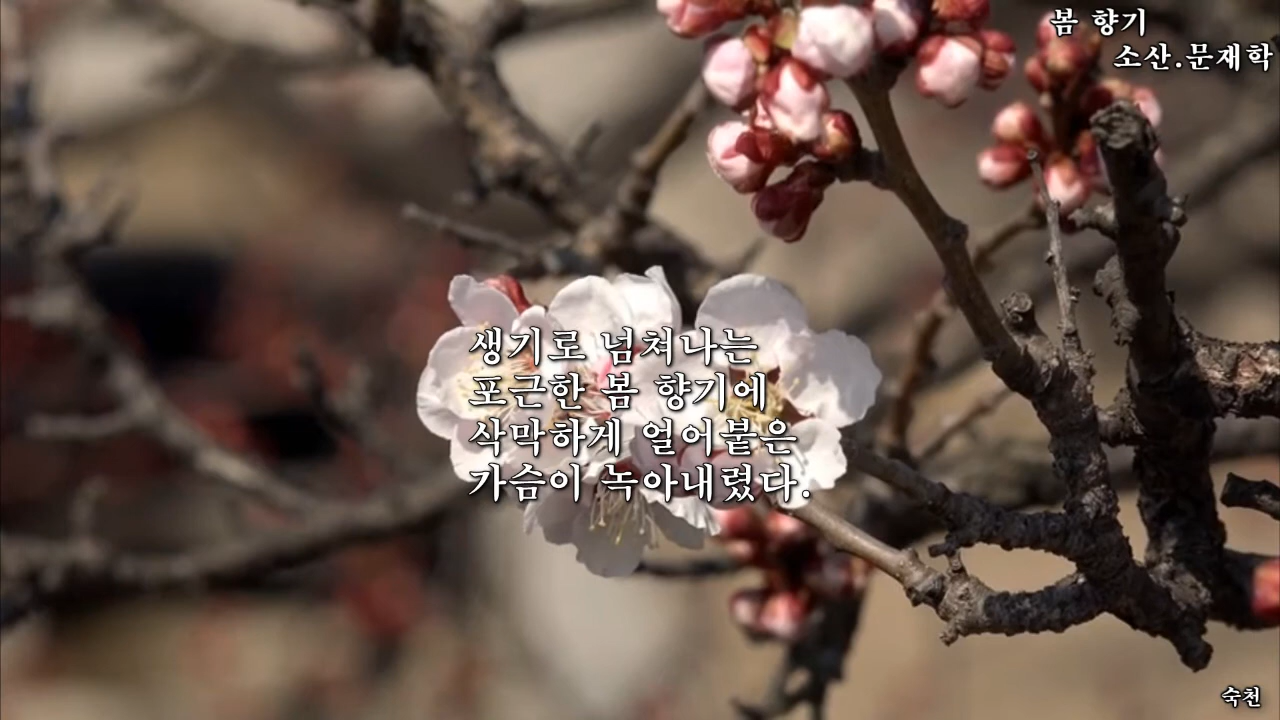 봄 향기
소산.문재학
생기로 넘쳐나는
포근한 봄 향기에
삭막하게 얼어붙은
가슴이 녹아내렸다.
숙천